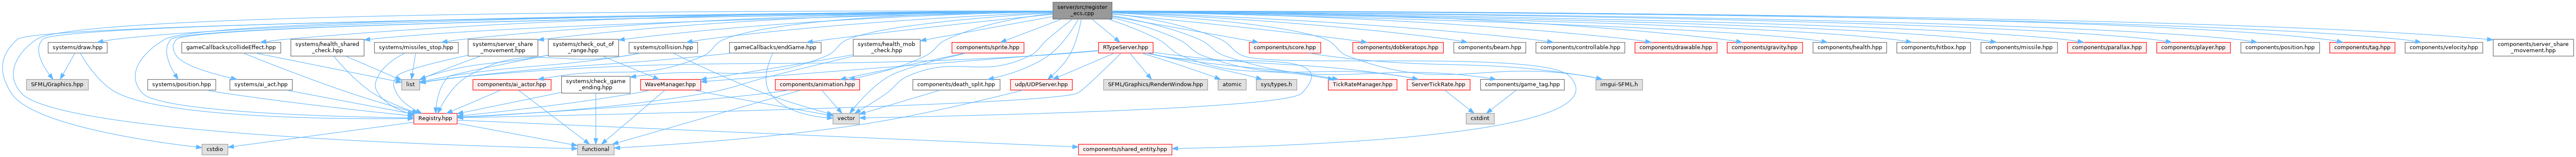 server/src/register
_ecs.cpp
systems/draw.hpp
gameCallbacks/collideEffect.hpp
systems/health_shared
_check.hpp
systems/missiles_stop.hpp
systems/server_share
_movement.hpp
systems/check_out_of
_range.hpp
systems/collision.hpp
gameCallbacks/endGame.hpp
systems/health_mob
_check.hpp
components/sprite.hpp
RTypeServer.hpp
components/score.hpp
components/dobkeratops.hpp
components/beam.hpp
components/controllable.hpp
components/drawable.hpp
components/gravity.hpp
components/health.hpp
components/hitbox.hpp
components/missile.hpp
components/parallax.hpp
components/player.hpp
components/position.hpp
components/tag.hpp
components/velocity.hpp
components/server_share
_movement.hpp
SFML/Graphics.hpp
systems/position.hpp
systems/ai_act.hpp
list
components/ai_actor.hpp
systems/check_game
_ending.hpp
WaveManager.hpp
components/animation.hpp
components/death_split.hpp
udp/UDPServer.hpp
SFML/Graphics/RenderWindow.hpp
atomic
sys/types.h
TickRateManager.hpp
ServerTickRate.hpp
components/game_tag.hpp
imgui-SFML.h
Registry.hpp
vector
cstdint
cstdio
functional
components/shared_entity.hpp